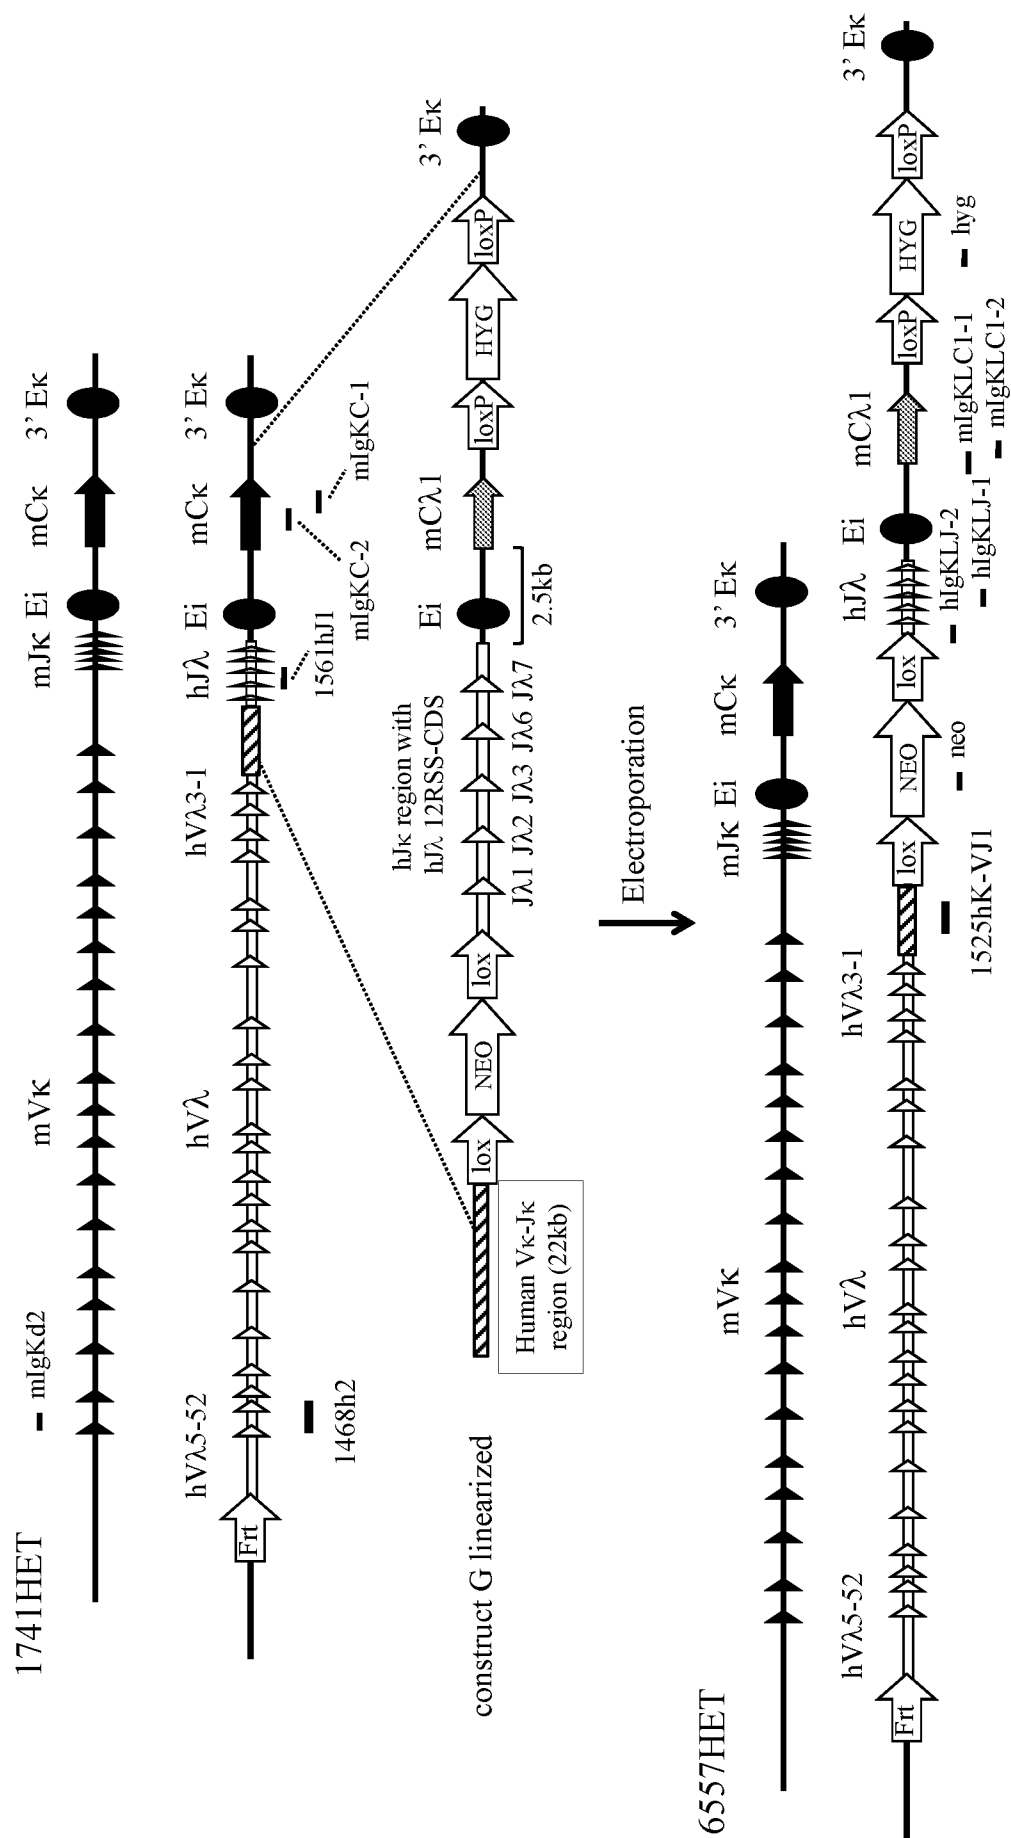 1741HET
mIgKd2
mVκ
mJκ Ei
mCκ
3’ Eκ
hVλ5-52
hVλ
hVλ3-1
hJλ
Ei
mCκ
3’ Eκ
Frt
1468h2
1561hJ1
mIgKC-2
mIgKC-1
construct G linearized
hJκ region with
hJλ 12RSS-CDS
Ei
mCλ1
3’ Eκ
lox
NEO
lox
loxP
HYG
loxP
Human Vκ-Jκ
region (22kb)
Jλ1 Jλ2 Jλ3 Jλ6 Jλ7
2.5kb
Electroporation
6557HET
mVκ
mJκ Ei
mCκ
3’ Eκ
hVλ5-52
hVλ
hVλ3-1
hJλ
Ei
mCλ1
3’ Eκ
Frt
lox
NEO
lox
loxP
HYG
loxP
1525hK-VJ1
neo
hIgKLJ-2
hIgKLJ-1
mIgKLC1-1
mIgKLC1-2
hyg